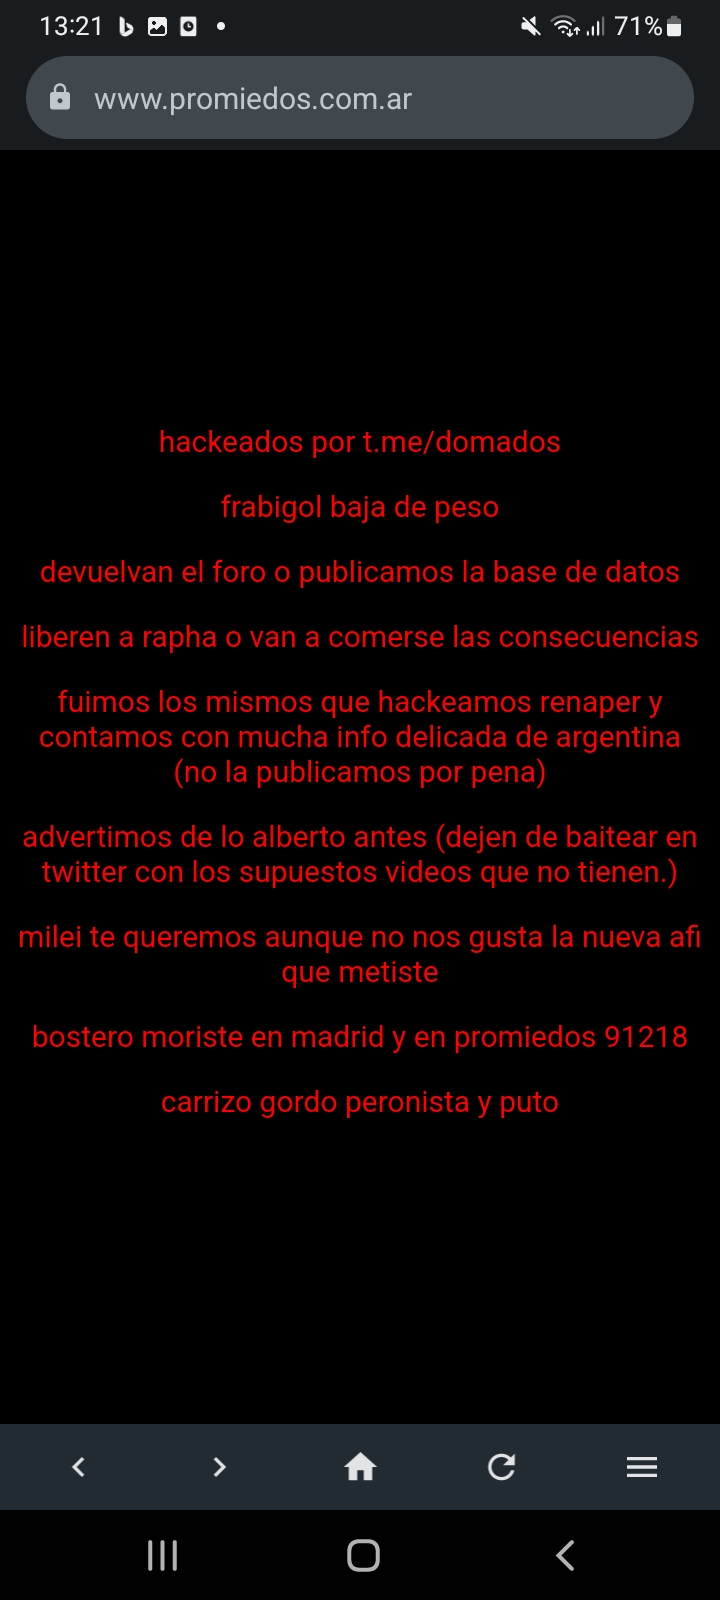 13:21
71%
www.promiedos.com.ar
hackeados por t.me/domados
frabigol baja de peso
devuelvan el foro o publicamos la base de datos
liberen a rapha o van a comerse las consecuencias
fuimos los mismos que hackeamos renaper y
contamos con mucha info delicada de argentina
(no la publicamos por pena)
advertimos de lo alberto antes (dejen de baitear en
twitter con los supuestos videos que no tienen.)
milei te queremos aunque no nos gusta la nueva afi
que metiste
bostero moriste en madrid y en promiedos 91218
carrizo gordo peronista y puto